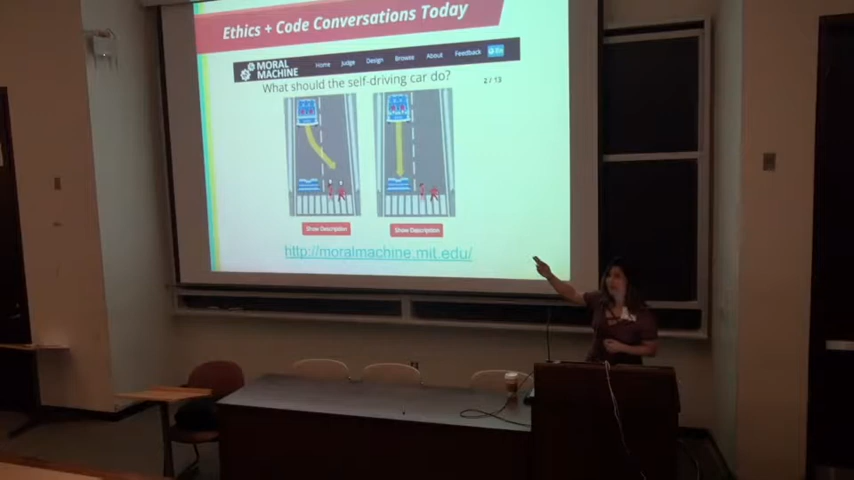 Ethics + Code Conversations Today
MORAL
MACHINE
Home Judge Design Browse About Feedback En
What should the self-driving car do?
2 / 13
Show Description Show Description
http://moralmachine.mit.edu/